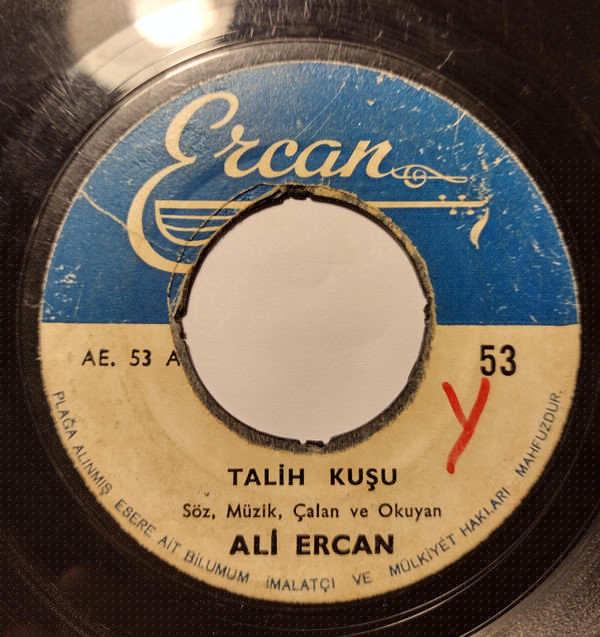 Ercan
AE. 53 A
53
y
TALİH KUŞU
Söz, Müzik, Çalan ve Okuyan
ALİ ERCAN
PLAĞA ALINMIŞ ESERE AİT BİLUMUM İMALATÇI VE MÜLKİYET HAKLARI MAHFUZDUR.